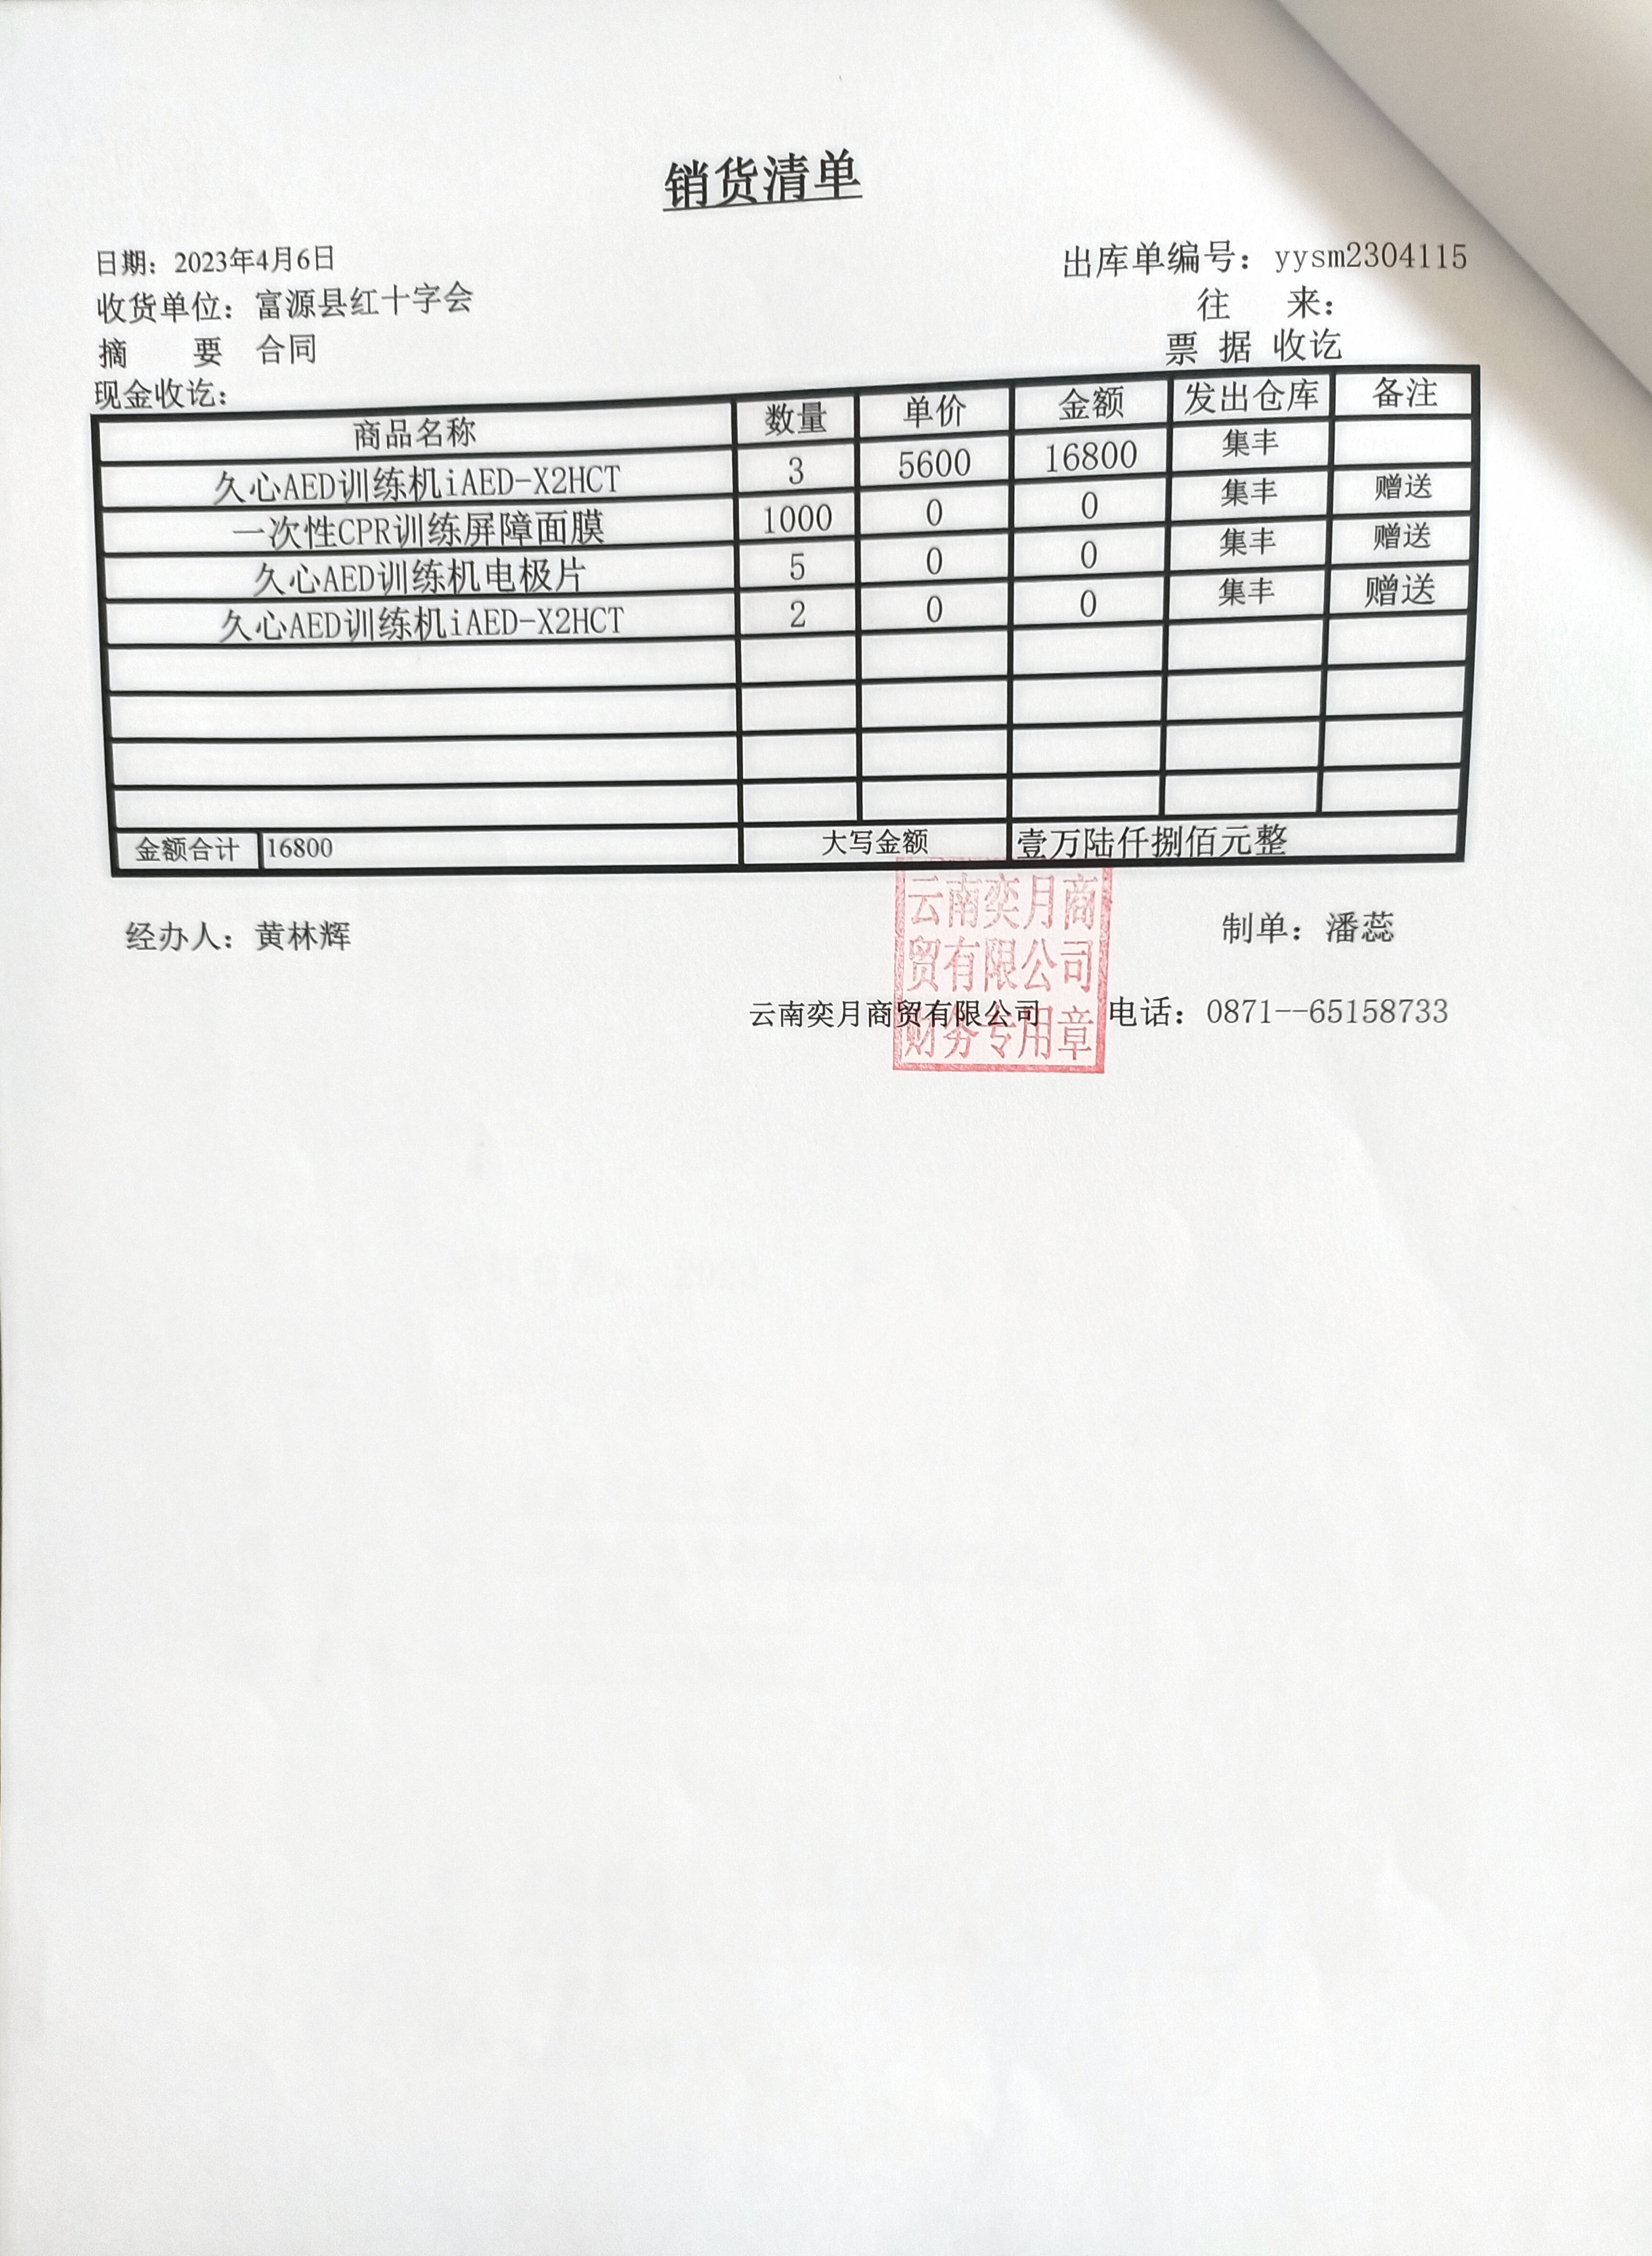 销货清单
日期：2023年4月6日
出库单编号：yysm2304115
收货单位：富源县红十字会
往 来：
摘 要 合同
票 据 收讫
现金收讫：
商品名称 数量 单价 金额 发出仓库 备注
久心AED训练机iAED-X2HCT 3 5600 16800 集丰
一次性CPR训练屏障面膜 1000 0 0 集丰 赠送
久心AED训练机电极片 5 0 0 集丰 赠送
久心AED训练机iAED-X2HCT 2 0 0 集丰 赠送
金额合计 16800 大写金额 壹万陆仟捌佰元整
经办人：黄林辉
制单：潘蕊
云南奕月商贸有限公司 电话：0871--65158733
云南奕月商
贸有限公司
财务专用章